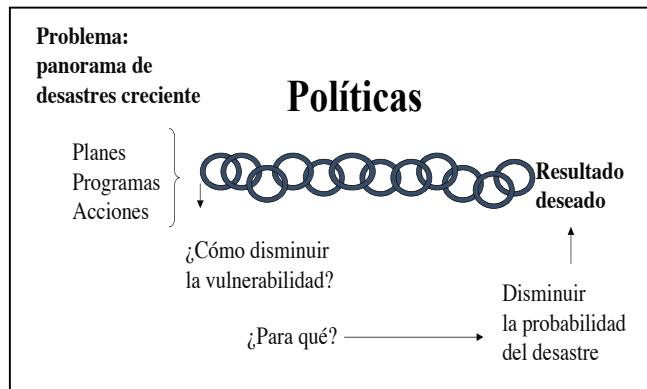 Problema:
panorama de
desastres creciente
Políticas
Planes
Programas
Acciones
Resultado
deseado
¿Cómo disminuir
la vulnerabilidad?
¿Para qué?
Disminuir
la probabilidad
del desastre